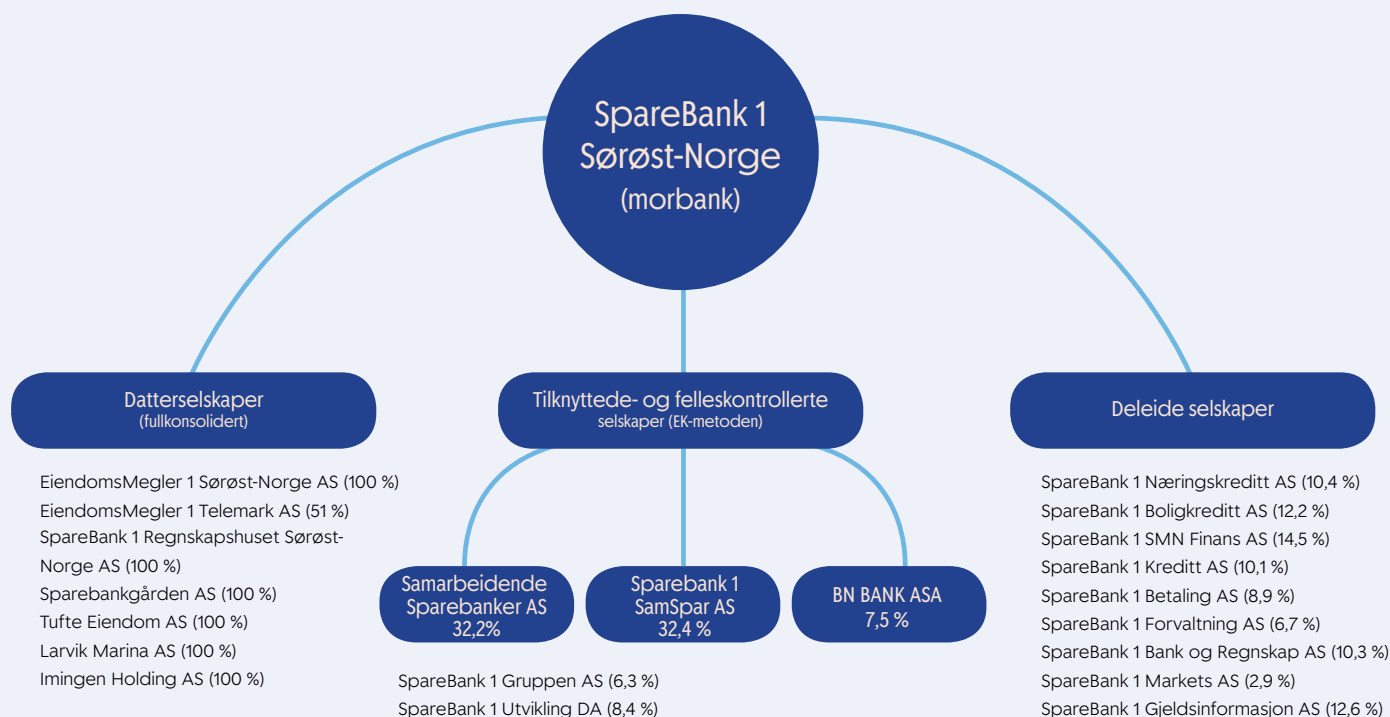 SpareBank 1
Sørøst-Norge
(morbank)
Datterselskaper
(fullkonsolidert)
EiendomsMegler 1 Sørøst-Norge AS (100 %)
EiendomsMegler 1 Telemark AS (51 %)
SpareBank 1 Regnskapshuset Sørøst-
Norge AS (100 %)
Sparebankgården AS (100 %)
Tufte Eiendom AS (100 %)
Larvik Marina AS (100 %)
Imingen Holding AS (100 %)
Tilknyttede- og felleskontrollerte
selskaper (EK-metoden)
Samarbeidende
Sparebanker AS
32,2%
Sparebank 1
SamSpar AS
32,4 %
BN BANK ASA
7,5 %
SpareBank 1 Gruppen AS (6,3 %)
SpareBank 1 Utvikling DA (8,4 %)
Deleide selskaper
SpareBank 1 Næringskreditt AS (10,4 %)
SpareBank 1 Boligkreditt AS (12,2 %)
SpareBank 1 SMN Finans AS (14,5 %)
SpareBank 1 Kreditt AS (10,1 %)
SpareBank 1 Betaling AS (8,9 %)
SpareBank 1 Forvaltning AS (6,7 %)
SpareBank 1 Bank og Regnskap AS (10,3 %)
SpareBank 1 Markets AS (2,9 %)
SpareBank 1 Gjeldsinformasjon AS (12,6 %)